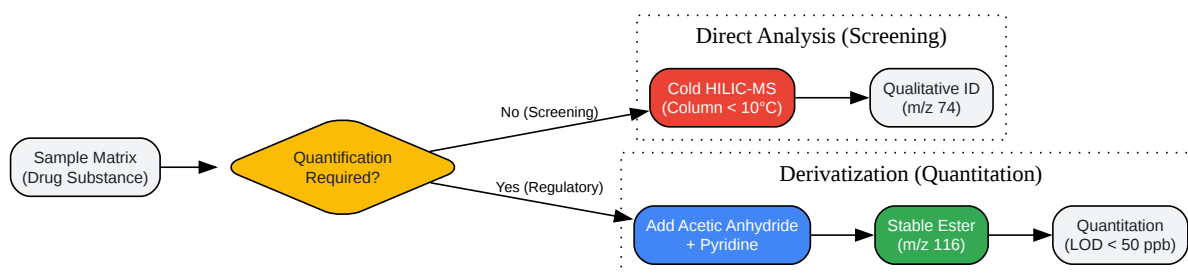 Direct Analysis (Screening)
Cold HILIC-MS
(Column < 10°C)
Qualitative ID
(m/z 74)
No (Screening)
Sample Matrix
(Drug Substance)
Quantification
Required?
Yes (Regulatory)
Derivatization (Quantitation)
Add Acetic Anhydride
+ Pyridine
Stable Ester
(m/z 116)
Quantitation
(LOD < 50 ppb)